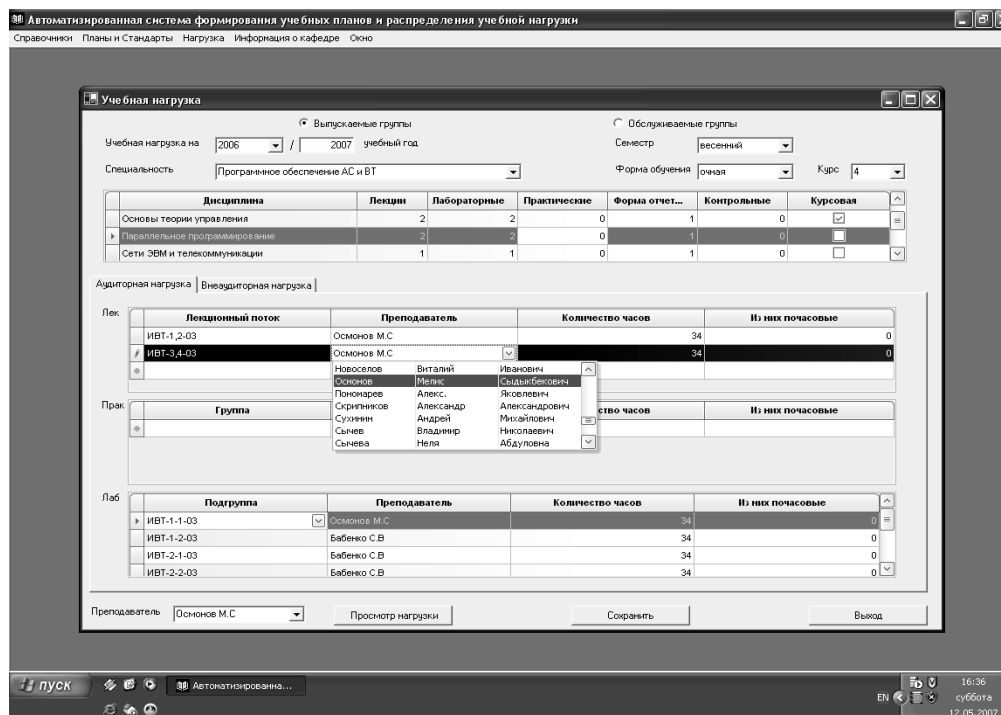 Автоматизированная система формирования учебных планов и распределения учебной нагрузки
Справочники Планы и Стандарты Нагрузка Информация о кафедре Окно
Учебная нагрузка
Выпускаемые группы Обслуживаемые группы
Учебная нагрузка на 2006 / 2007 учебный год Семестр весенний
Специальность Программное обеспечение АС и ВТ Форма обучения очная Курс 4
Дисциплина Лекции Лабораторные Практические Форма отчет... Контрольные Курсовая
Основы теории управления 2 2 0 1 0
Параллельное программирование 2 2 0 1 0
Сети ЭВМ и телекоммуникации 1 1 0 1 0
Аудиторная нагрузка Внеаудиторная нагрузка
Лек Лекционный поток Преподаватель Количество часов Из них почасовые
ИВТ-1,2-03 Осмонов М.С 34 0
ИВТ-3,4-03 Осмонов М.С 34 0
Новоселов Виталий Иванович
Осмонов Мелис Сыдыкбекович
Пономарев Алекс. Яковлевич
Скрипников Александр Александрович
Сухинин Андрей Михайлович
Сычев Владимир Николаевич
Сычева Неля Абдуловна
Прак Группа ство часов Из них почасовые
Лаб Подгруппа Преподаватель Количество часов Из них почасовые
ИВТ-1-1-03 Осмонов М.С 34 0
ИВТ-1-2-03 Бабенко С.В 34 0
ИВТ-2-1-03 Бабенко С.В 34 0
ИВТ-2-2-03 Бабенко С.В 34 0
Преподаватель Осмонов М.С Просмотр нагрузки Сохранить Выход
пуск Автоматизированна... EN 16:36
суббота
12.05.2007